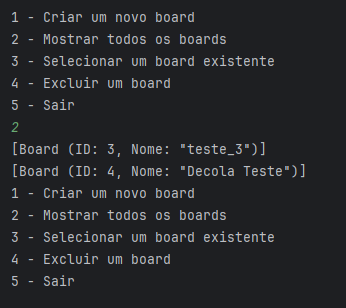 1 - Criar um novo board
2 - Mostrar todos os boards
3 - Selecionar um board existente
4 - Excluir um board
5 - Sair
2
[Board (ID: 3, Nome: "teste_3")]
[Board (ID: 4, Nome: "Decola Teste")]
1 - Criar um novo board
2 - Mostrar todos os boards
3 - Selecionar um board existente
4 - Excluir um board
5 - Sair